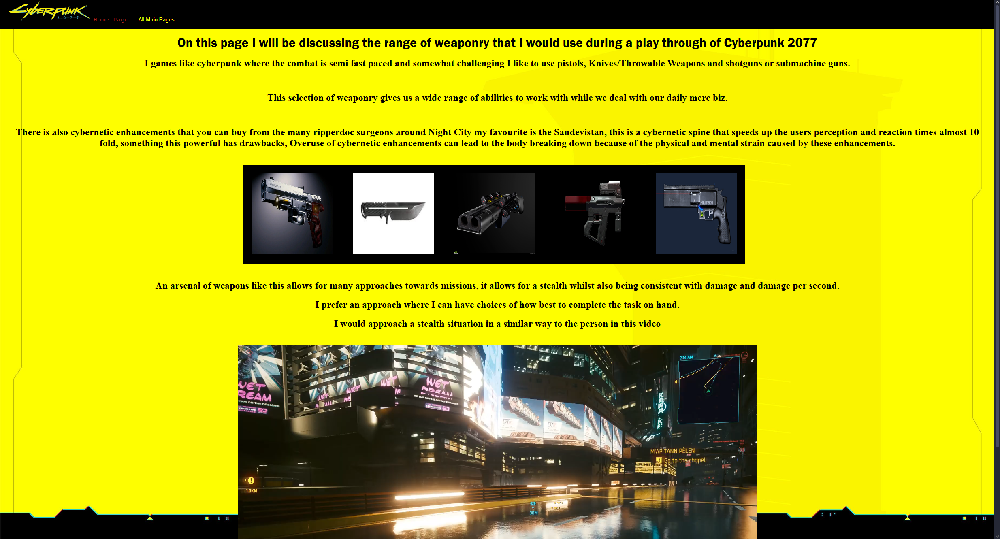 Cyberpunk
2077
Home Page
All Main Pages
On this page I will be discussing the range of weaponry that I would use during a play through of Cyberpunk 2077
I games like cyberpunk where the combat is semi fast paced and somewhat challenging I like to use pistols, Knives/Throwable Weapons and shotguns or submachine guns.
This selection of weaponry gives us a wide range of abilities to work with while we deal with our daily merc biz.
There is also cybernetic enhancements that you can buy from the many ripperdoc surgeons around Night City my favourite is the Sandevistan, this is a cybernetic spine that speeds up the users perception and reaction times almost 10
fold, something this powerful has drawbacks, Overuse of cybernetic enhancements can lead to the body breaking down because of the physical and mental strain caused by these enhancements.
MILITECH
An arsenal of weapons like this allows for many approaches towards missions, it allows for a stealth whilst also being consistent with damage and damage per second.
I prefer an approach where I can have choices of how best to complete the task on hand.
I would approach a stealth situation in a similar way to the person in this video
2:14 AM
WET
DREAM
BE THE DREAM OR THE DREAMER
WET
WET
M'AP TANN PÈLEN
Go to the chapel.
1.9KM
90M